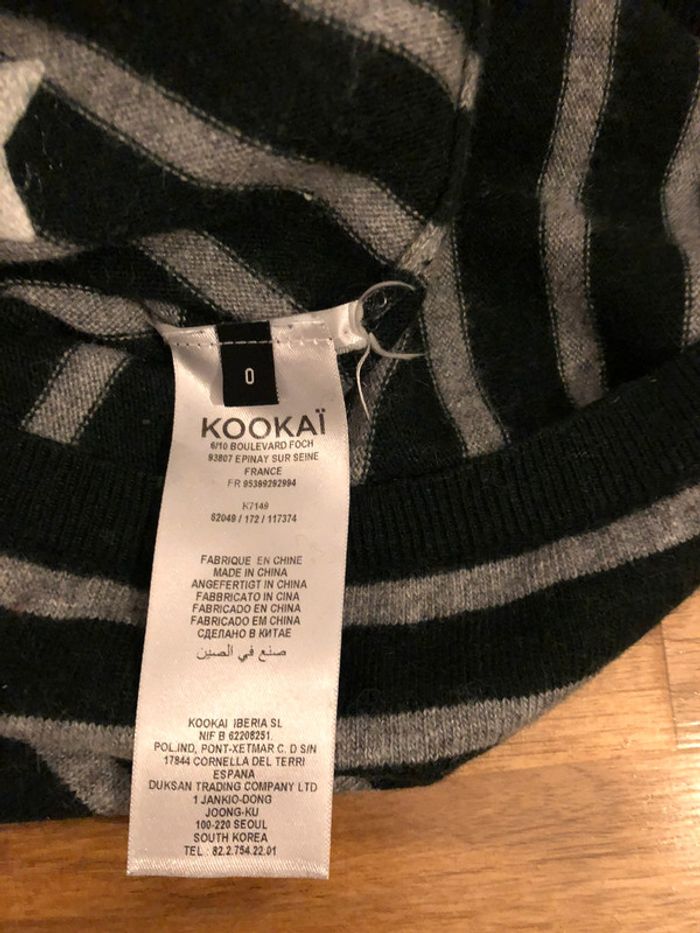 0
KOOKAÏ
6/10 BOULEVARD FOCH
93807 EPINAY SUR SEINE
FRANCE
FR 95399292994
K7149
S2049 / 172 / 117374
FABRIQUE EN CHINE
MADE IN CHINA
ANGEFERTIGT IN CHINA
FABBRICATO IN CINA
FABRICADO EN CHINA
FABRICADO EM CHINA
СДЕЛАНО В КИТАЕ
صنع في الصين
KOOKAI IBERIA SL
NIF B 62208251.
POL.IND, PONT-XETMAR C. D S/N
17844 CORNELLA DEL TERRI
ESPANA
DUKSAN TRADING COMPANY LTD
1 JANKIO-DONG
JOONG-KU
100-220 SEOUL
SOUTH KOREA
TEL : 82.2.754.22.01